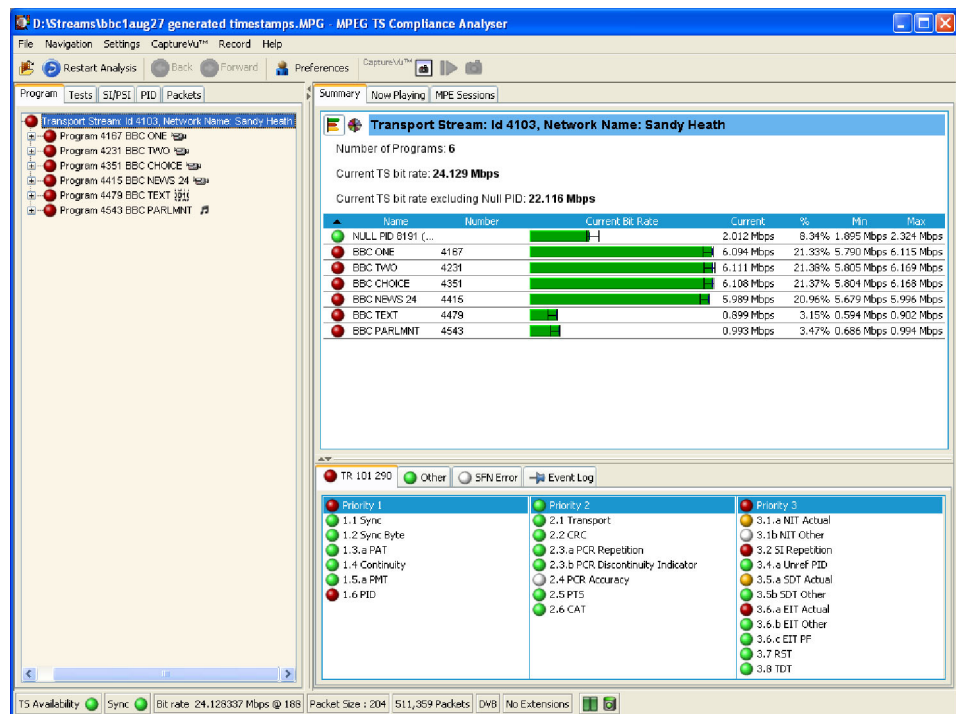 D:\Streams\bbc1aug27 generated timestamps.MPG - MPEG TS Compliance Analyser
File Navigation Settings CaptureVu™ Record Help
Restart Analysis Back Forward Preferences CaptureVu™
Program Tests SI/PSI PID Packets
Transport Stream: Id 4103, Network Name: Sandy Heath
Program 4167 BBC ONE
Program 4231 BBC TWO
Program 4351 BBC CHOICE
Program 4415 BBC NEWS 24
Program 4479 BBC TEXT
Program 4543 BBC PARLMNT
Summary Now Playing MPE Sessions
Transport Stream: Id 4103, Network Name: Sandy Heath
Number of Programs: 6
Current TS bit rate: 24.129 Mbps
Current TS bit rate excluding Null PID: 22.116 Mbps
Name Number Current Bit Rate Current % Min Max
NULL PID 8191 (... 2.012 Mbps 8.34% 1.895 Mbps 2.324 Mbps
BBC ONE 4167 6.094 Mbps 21.33% 5.790 Mbps 6.115 Mbps
BBC TWO 4231 6.111 Mbps 21.38% 5.805 Mbps 6.169 Mbps
BBC CHOICE 4351 6.108 Mbps 21.37% 5.804 Mbps 6.168 Mbps
BBC NEWS 24 4415 5.989 Mbps 20.96% 5.679 Mbps 5.996 Mbps
BBC TEXT 4479 0.899 Mbps 3.15% 0.594 Mbps 0.902 Mbps
BBC PARLMNT 4543 0.993 Mbps 3.47% 0.686 Mbps 0.994 Mbps
TR 101 290 Other SFN Error Event Log
Priority 1
1.1 Sync
1.2 Sync Byte
1.3.a PAT
1.4 Continuity
1.5.a PMT
1.6 PID
Priority 2
2.1 Transport
2.2 CRC
2.3.a PCR Repetition
2.3.b PCR Discontinuity Indicator
2.4 PCR Accuracy
2.5 PTS
2.6 CAT
Priority 3
3.1.a NIT Actual
3.1b NIT Other
3.2 SI Repetition
3.4.a Unref PID
3.5.a SDT Actual
3.5b SDT Other
3.6.a EIT Actual
3.6.b EIT Other
3.6.c EIT PF
3.7 RST
3.8 TDT
TS Availability Sync Bit rate 24.128337 Mbps @ 188 Packet Size : 204 511,359 Packets DVB No Extensions